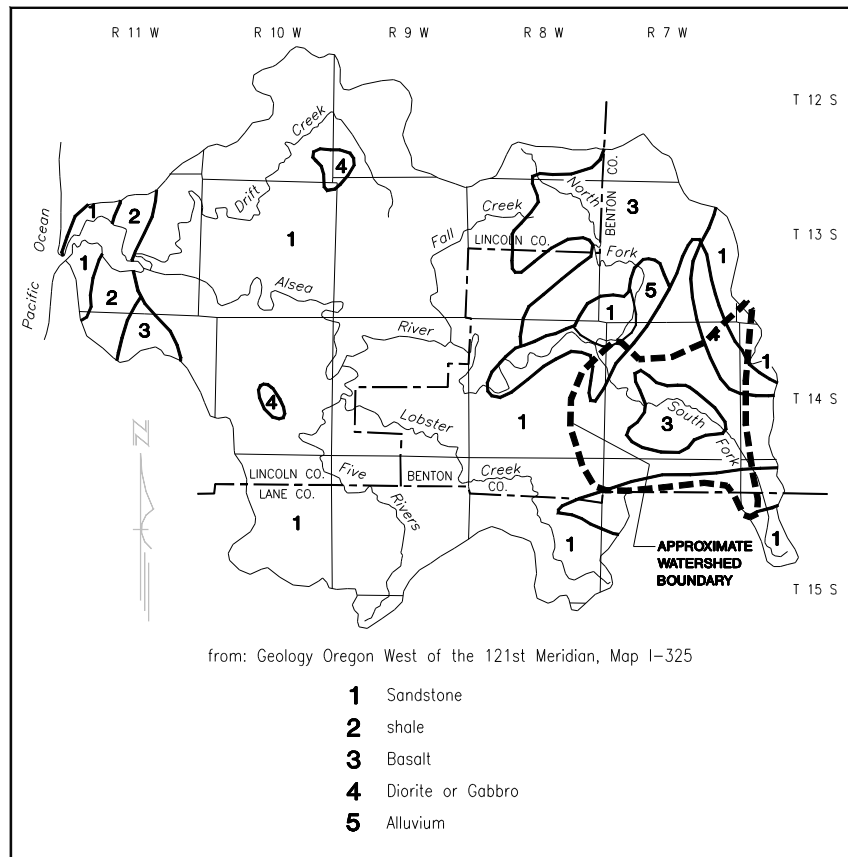 R 11 W
R 10 W
R 9 W
R 8 W
R 7 W
T 12 S
T 13 S
T 14 S
T 15 S
Pacific Ocean
Drift Creek
Alsea River
Fall Creek
North Fork
South Fork
Lobster Creek
Five Rivers
LINCOLN CO.
BENTON CO.
LINCOLN CO.
LANE CO.
BENTON CO.
1
2
1
2
3
4
1
4
1
1
3
5
1
1
4
1
3
1
1
APPROXIMATE
WATERSHED
BOUNDARY
from: Geology Oregon West of the 121st Meridian, Map I-325
1 Sandstone
2 shale
3 Basalt
4 Diorite or Gabbro
5 Alluvium